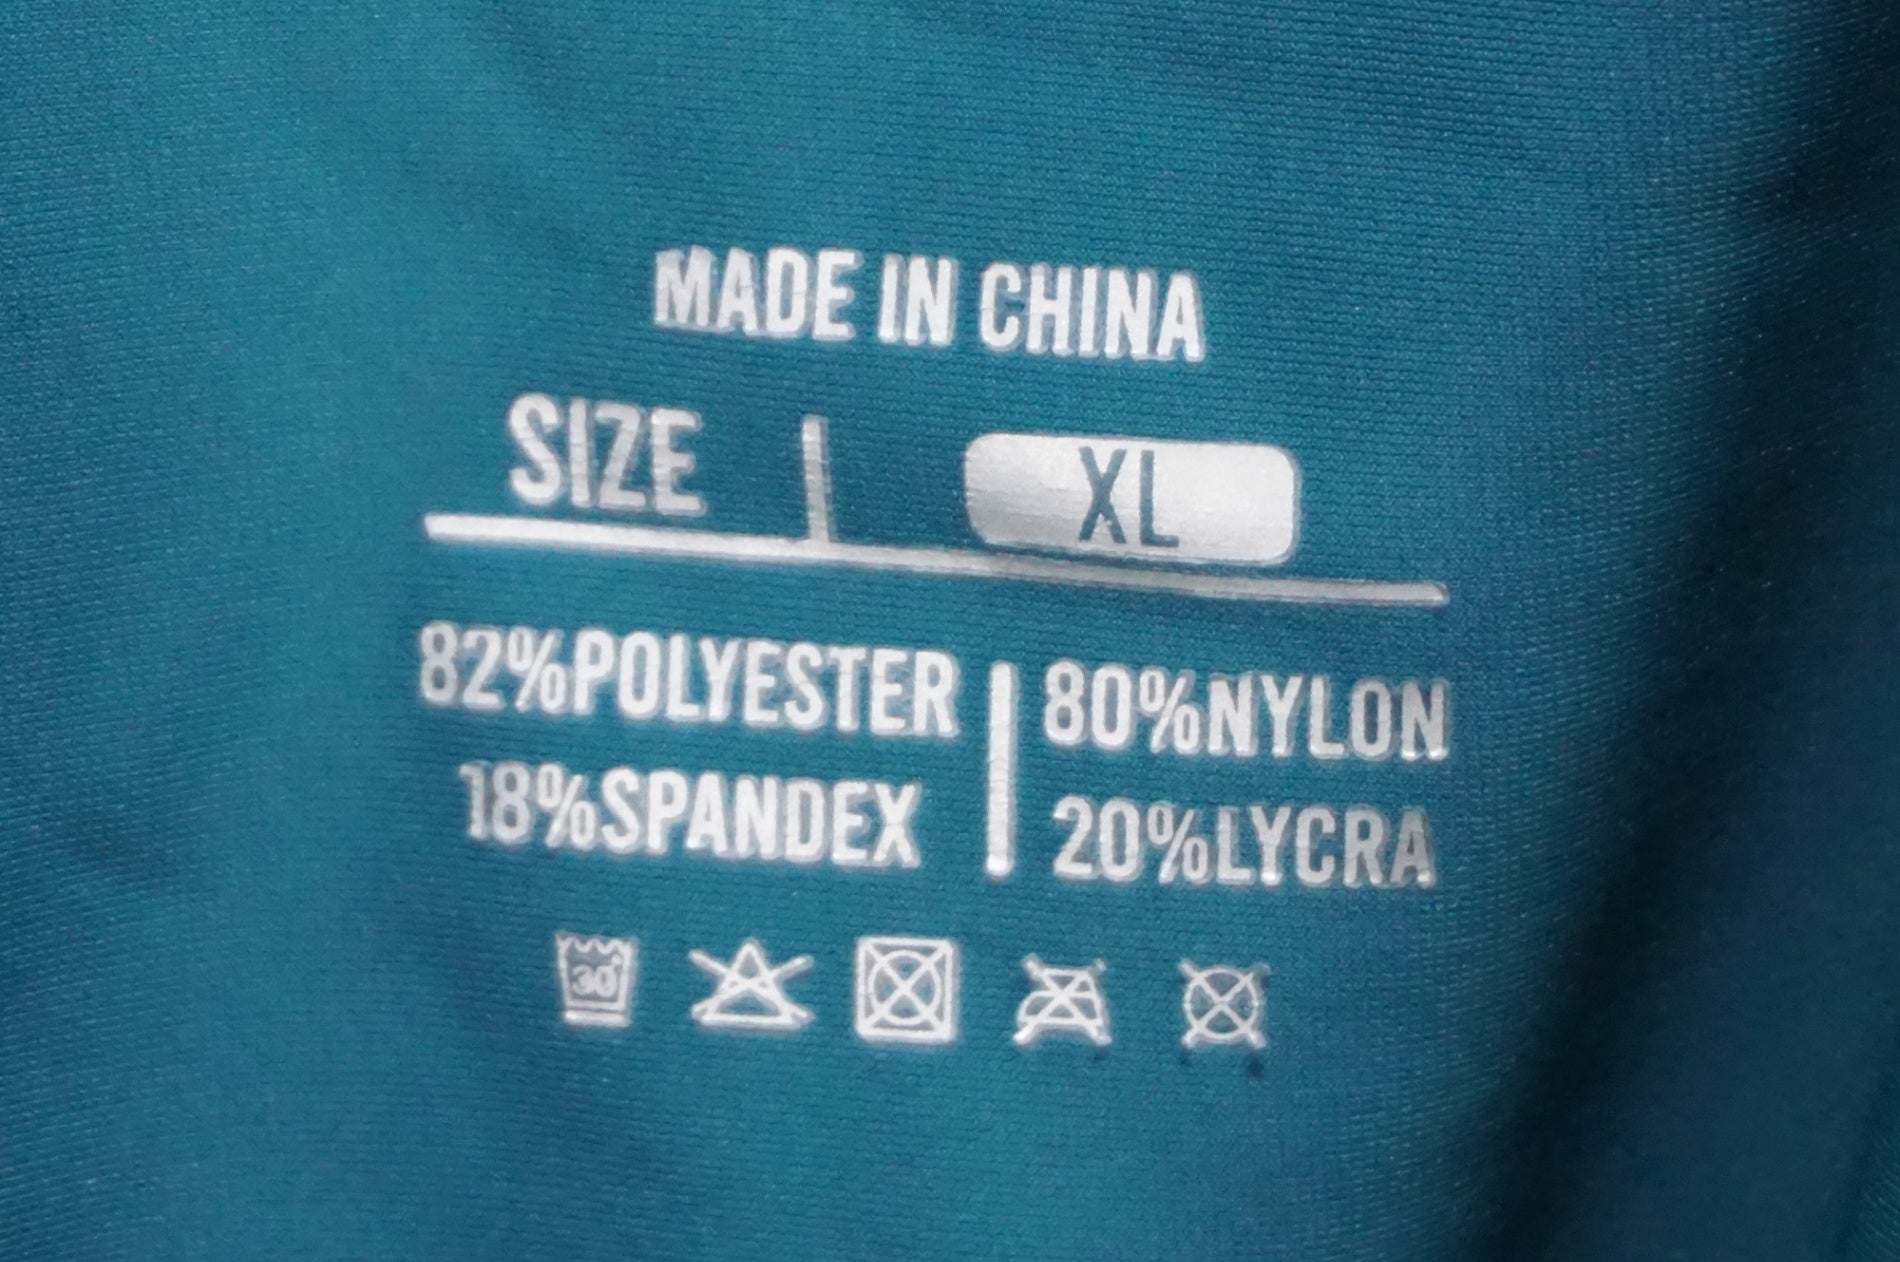 MADE IN CHINA
SIZE XL
82%POLYESTER 80%NYLON
18%SPANDEX 20%LYCRA
30°